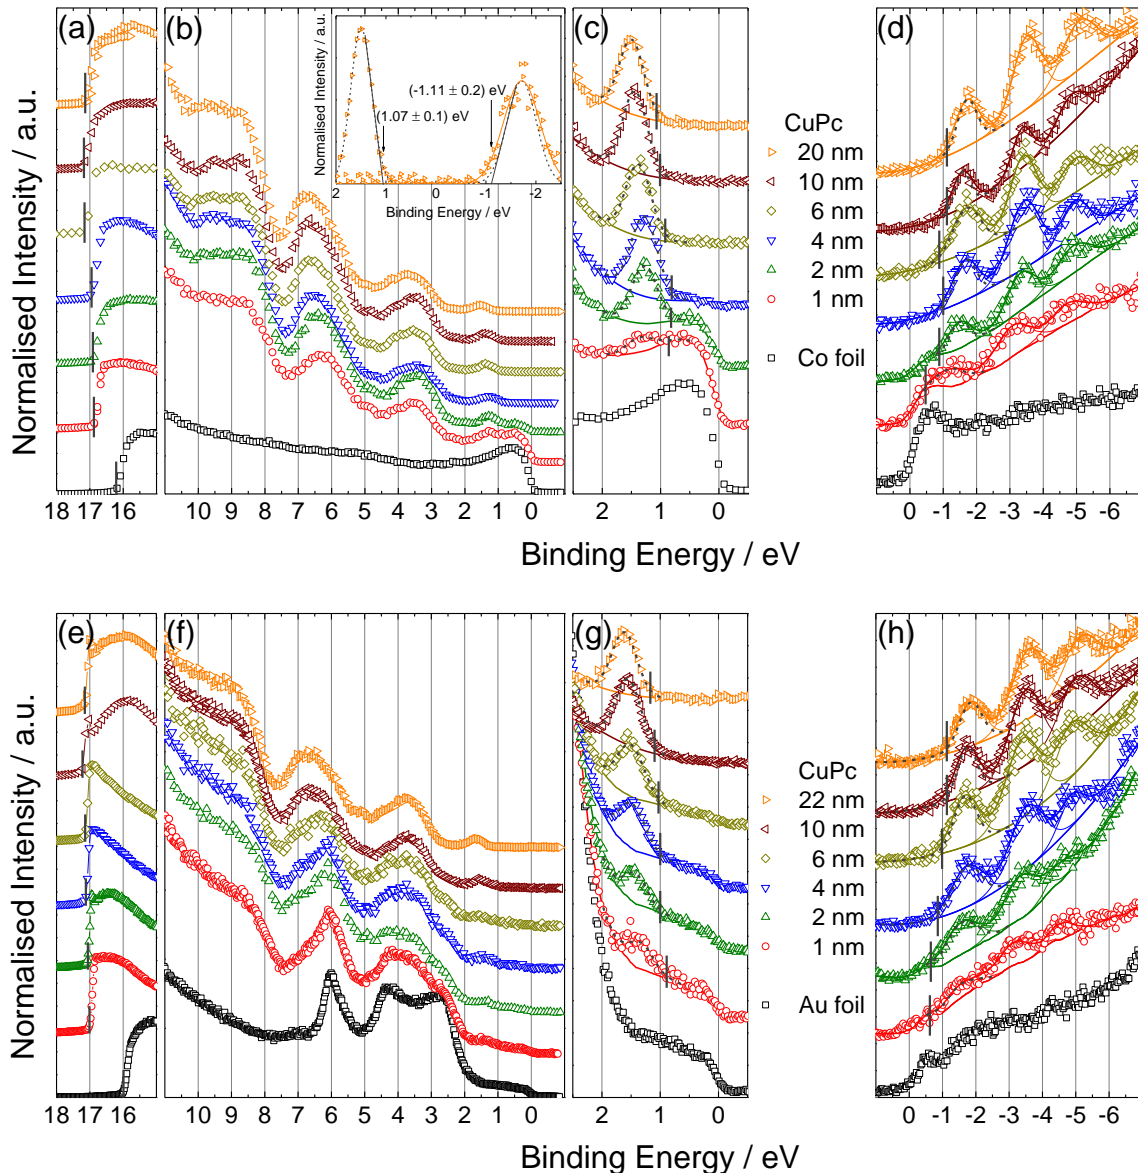 (a)
(b)
(c)
(d)
Normalised Intensity / a.u.
Normalised Intensity / a.u.
(-1.11 ± 0.2) eV
(1.07 ± 0.1) eV
2 1 0 -1 -2
Binding Energy / eV
CuPc
20 nm
10 nm
6 nm
4 nm
2 nm
1 nm
Co foil
18 17 16
10 9 8 7 6 5 4 3 2 1 0
2 1 0
0 -1 -2 -3 -4 -5 -6
Binding Energy / eV
(e)
(f)
(g)
(h)
Normalised Intensity / a.u.
CuPc
22 nm
10 nm
6 nm
4 nm
2 nm
1 nm
Au foil
18 17 16
10 9 8 7 6 5 4 3 2 1 0
2 1 0
0 -1 -2 -3 -4 -5 -6
Binding Energy / eV